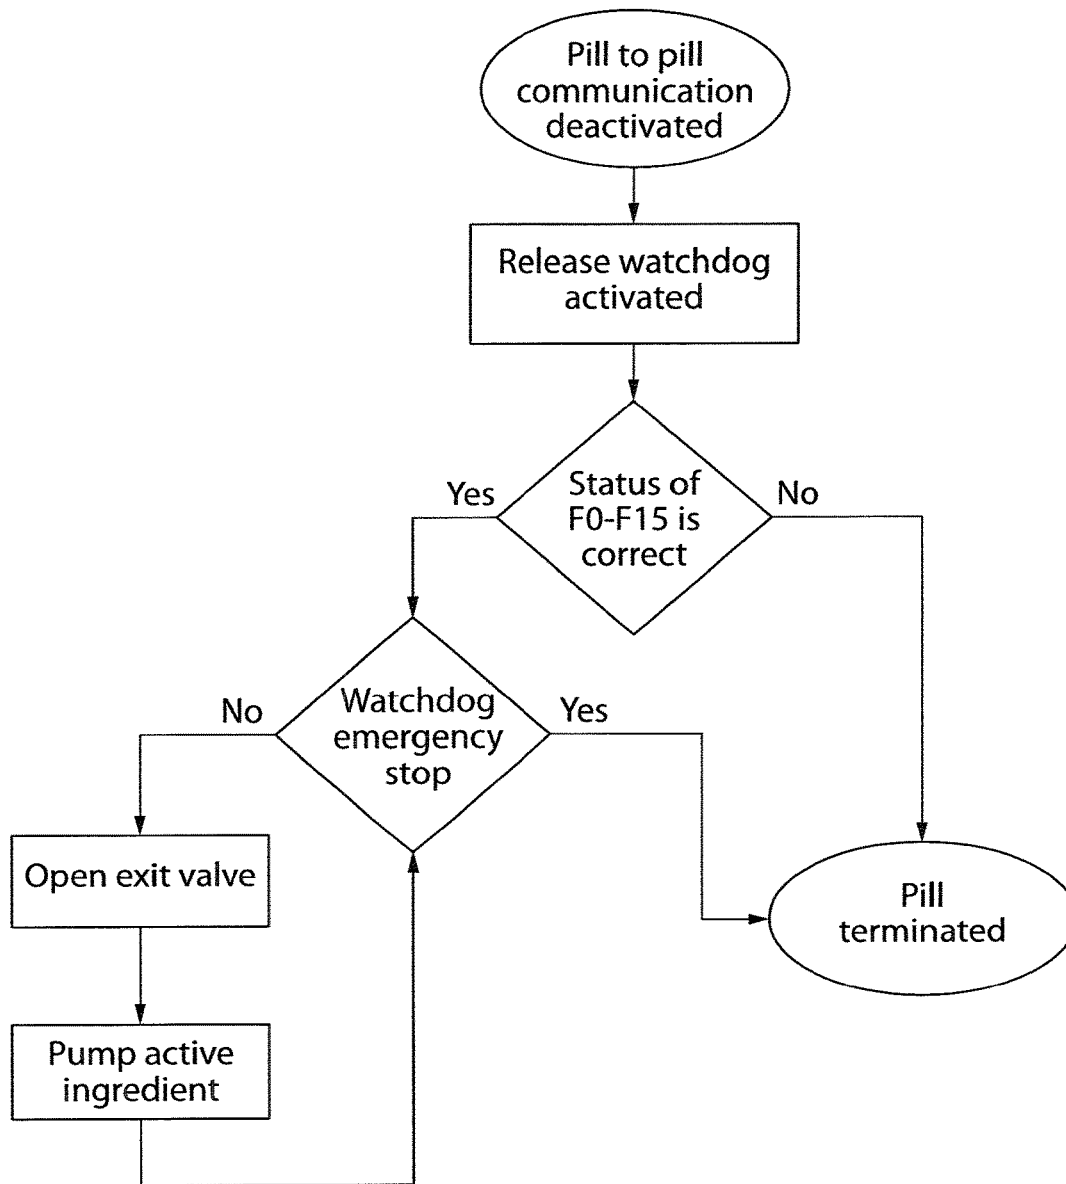 Pill to pill
communication
deactivated
Release watchdog
activated
Status of
F0-F15 is
correct
Yes
No
Watchdog
emergency
stop
No
Yes
Open exit valve
Pill
terminated
Pump active
ingredient